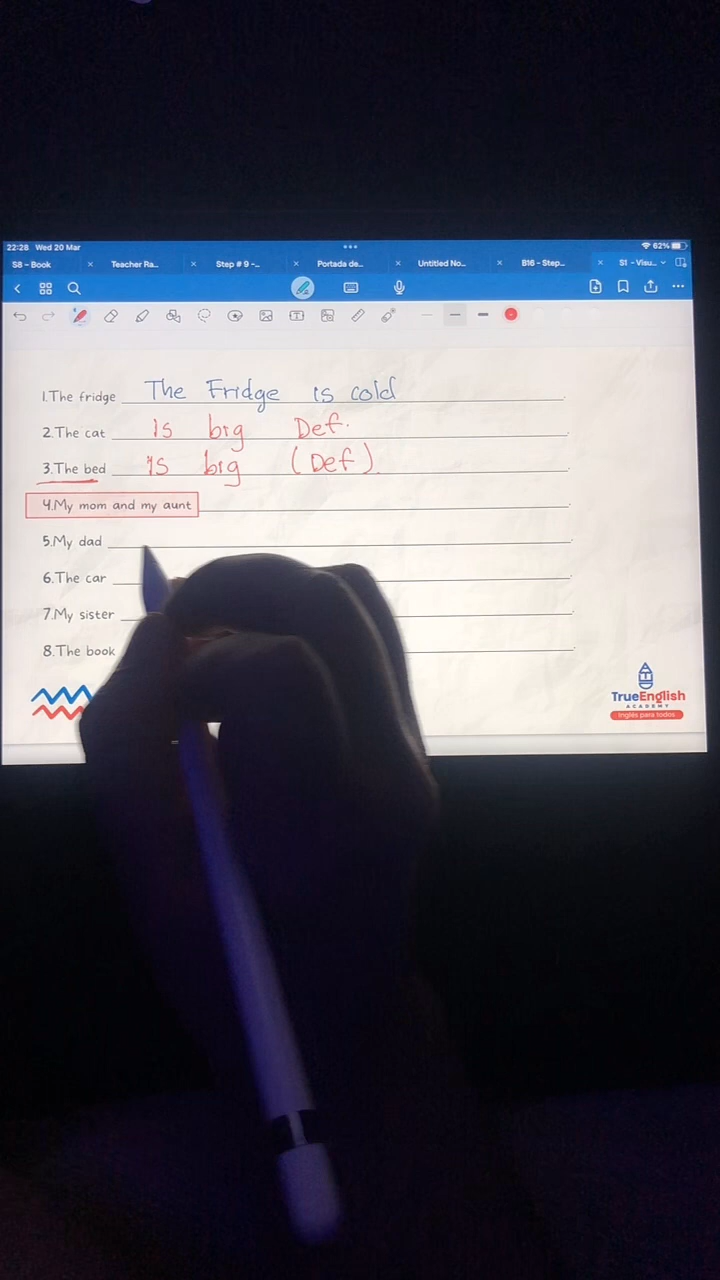 22:28 Wed 20 Mar
62%
S8 - Book × Teacher Ra... × Step # 9 -... × Portada de... × Untitled No... × B16 - Step... × S1 - Visu...
1.The fridge The Fridge is cold
2.The cat is big Def.
3.The bed is big (Def).
4.My mom and my aunt
5.My dad
6.The car
7.My sister
8.The book
TrueEnglish
ACADEMY
Inglés para todos